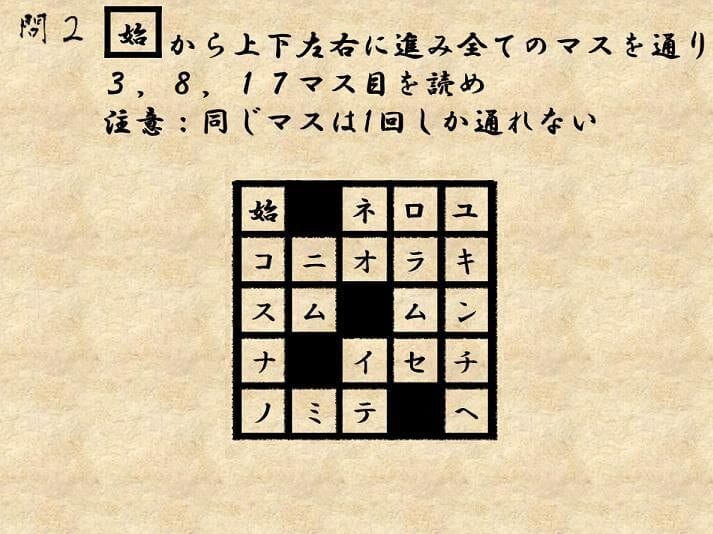 問2 始から上下左右に進み全てのマスを通り
3,8,17マス目を読め
注意:同じマスは1回しか通れない
始 ネ ロ ユ
コ ニ オ ラ キ
ス ム ム ン
ナ イ セ チ
ノ ミ テ ヘ